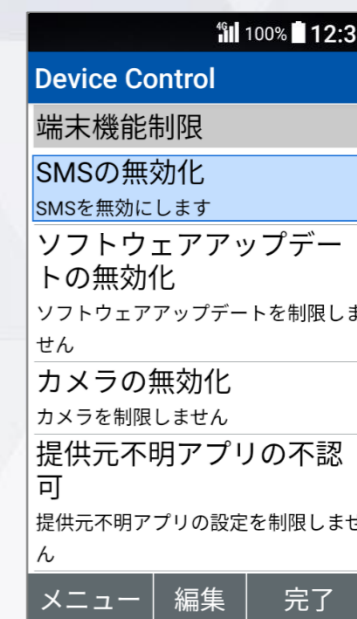 4G 100% 12:3
Device Control
端末機能制限
SMSの無効化
SMSを無効にします
ソフトウェアアップデー
トの無効化
ソフトウェアアップデートを制限しま
せん
カメラの無効化
カメラを制限しません
提供元不明アプリの不認
可
提供元不明アプリの設定を制限しませ
ん
メニュー 編集 完了